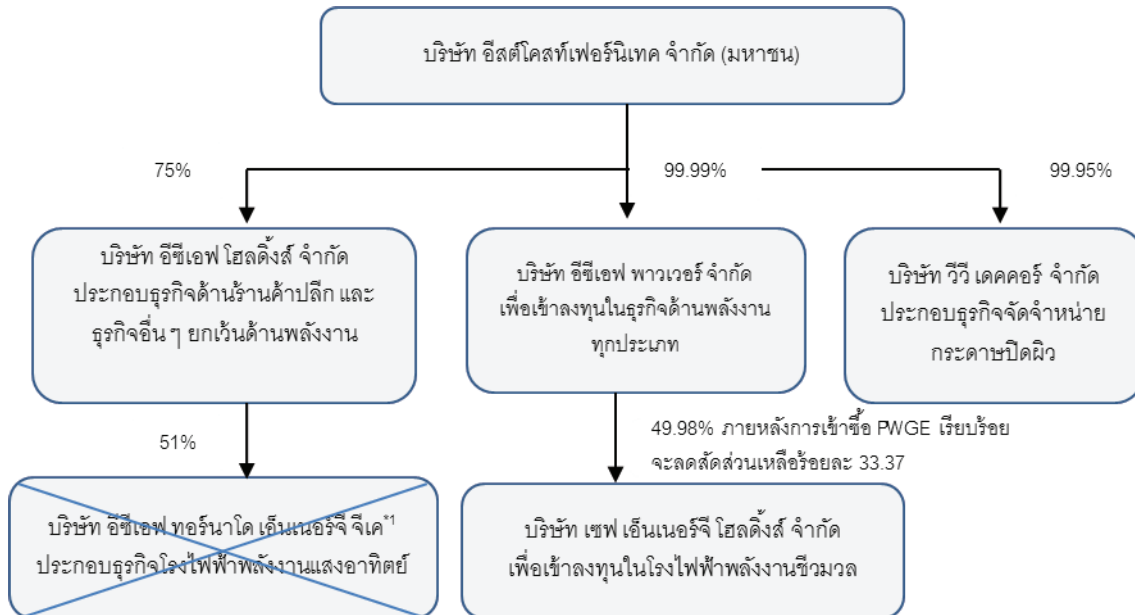 บริษัท อีสต์โคสท์เฟอร์นิเทค จำกัด (มหาชน)
75%
99.99%
99.95%
บริษัท อีซีเอฟ โฮลดิ้งส์ จำกัด
ประกอบธุรกิจด้านร้านค้าปลีก และ
ธุรกิจอื่น ๆ ยกเว้นด้านพลังงาน
บริษัท อีซีเอฟ พาวเวอร์ จำกัด
เพื่อเข้าลงทุนในธุรกิจด้านพลังงาน
ทุกประเภท
บริษัท วีวี เดคคอร์ จำกัด
ประกอบธุรกิจจัดจำหน่าย
กระดาษปิดผิว
51%
49.98% ภายหลังการเข้าซื้อ PWGE เรียบร้อย
จะลดสัดส่วนเหลือร้อยละ 33.37
บริษัท อีซีเอฟ ทอร์นาโด เอ็นเนอร์จี จีเค*1
ประกอบธุรกิจโรงไฟฟ้าพลังงานแสงอาทิตย์
บริษัท เซฟ เอ็นเนอร์จี โฮลดิ้งส์ จำกัด
เพื่อเข้าลงทุนในโรงไฟฟ้าพลังงานชีวมวล